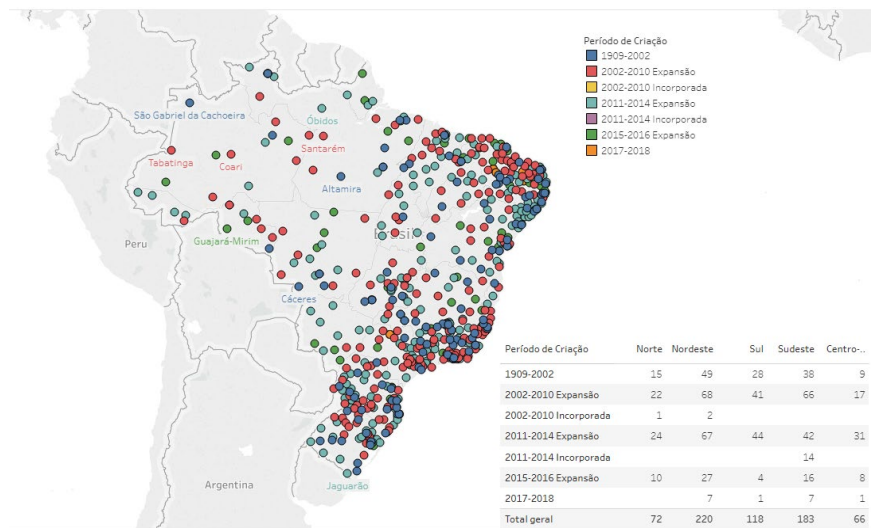 Período de Criação
1909-2002
2002-2010 Expansão
2002-2010 Incorporada
2011-2014 Expansão
2011-2014 Incorporada
2015-2016 Expansão
2017-2018
São Gabriel da Cachoeira
Óbidos
Santarém
Tabatinga
Coari
Altamira
Guajará-Mirim
Peru
Brasil
Cáceres
Argentina
Jaguarão
Período de Criação Norte Nordeste Sul Sudeste Centro-..
1909-2002 15 49 28 38 9
2002-2010 Expansão 22 68 41 66 17
2002-2010 Incorporada 1 2
2011-2014 Expansão 24 67 44 42 31
2011-2014 Incorporada 14
2015-2016 Expansão 10 27 4 16 8
2017-2018 7 1 7 1
Total geral 72 220 118 183 66